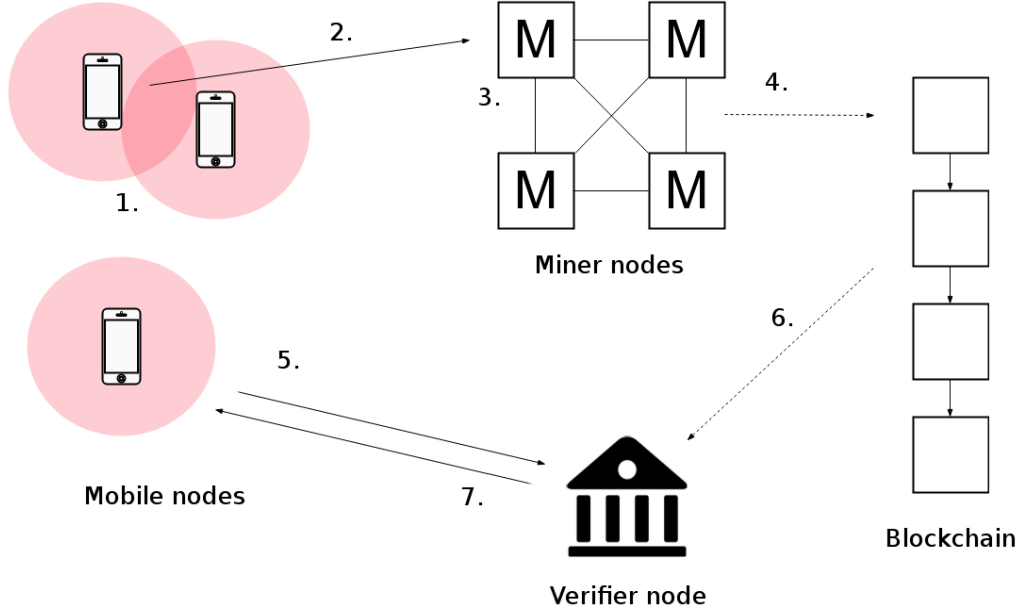 2.
M M
3.
4.
1.
M M
Miner nodes
6.
5.
Mobile nodes
7.
Blockchain
Verifier node